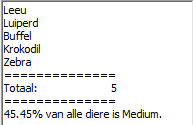 Leeu
Luiperd
Buffel
Krokodil
Zebra
===============
Totaal: 5
===============
45.45% van alle diere is Medium.